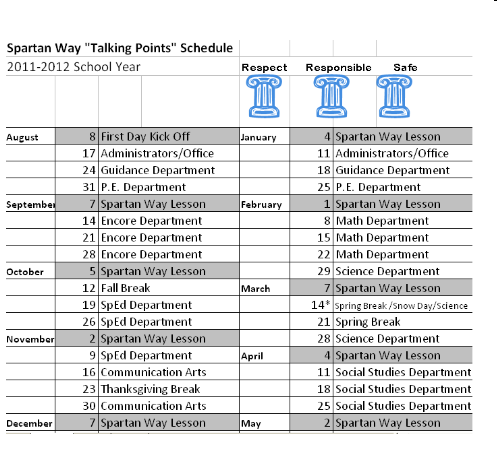 Spartan Way "Talking Points" Schedule
2011-2012 School Year Respect Responsible Safe
August 8 First Day Kick Off January 4 Spartan Way Lesson
17 Administrators/Office 11 Administrators/Office
24 Guidance Department 18 Guidance Department
31 P.E. Department 25 P.E. Department
September 7 Spartan Way Lesson February 1 Spartan Way Lesson
14 Encore Department 8 Math Department
21 Encore Department 15 Math Department
28 Encore Department 22 Math Department
October 5 Spartan Way Lesson 29 Science Department
12 Fall Break March 7 Spartan Way Lesson
19 SpEd Department 14* Spring Break /Snow Day/Science
26 SpEd Department 21 Spring Break
November 2 Spartan Way Lesson 28 Science Department
9 SpEd Department April 4 Spartan Way Lesson
16 Communication Arts 11 Social Studies Department
23 Thanksgiving Break 18 Social Studies Department
30 Communication Arts 25 Social Studies Department
December 7 Spartan Way Lesson May 2 Spartan Way Lesson